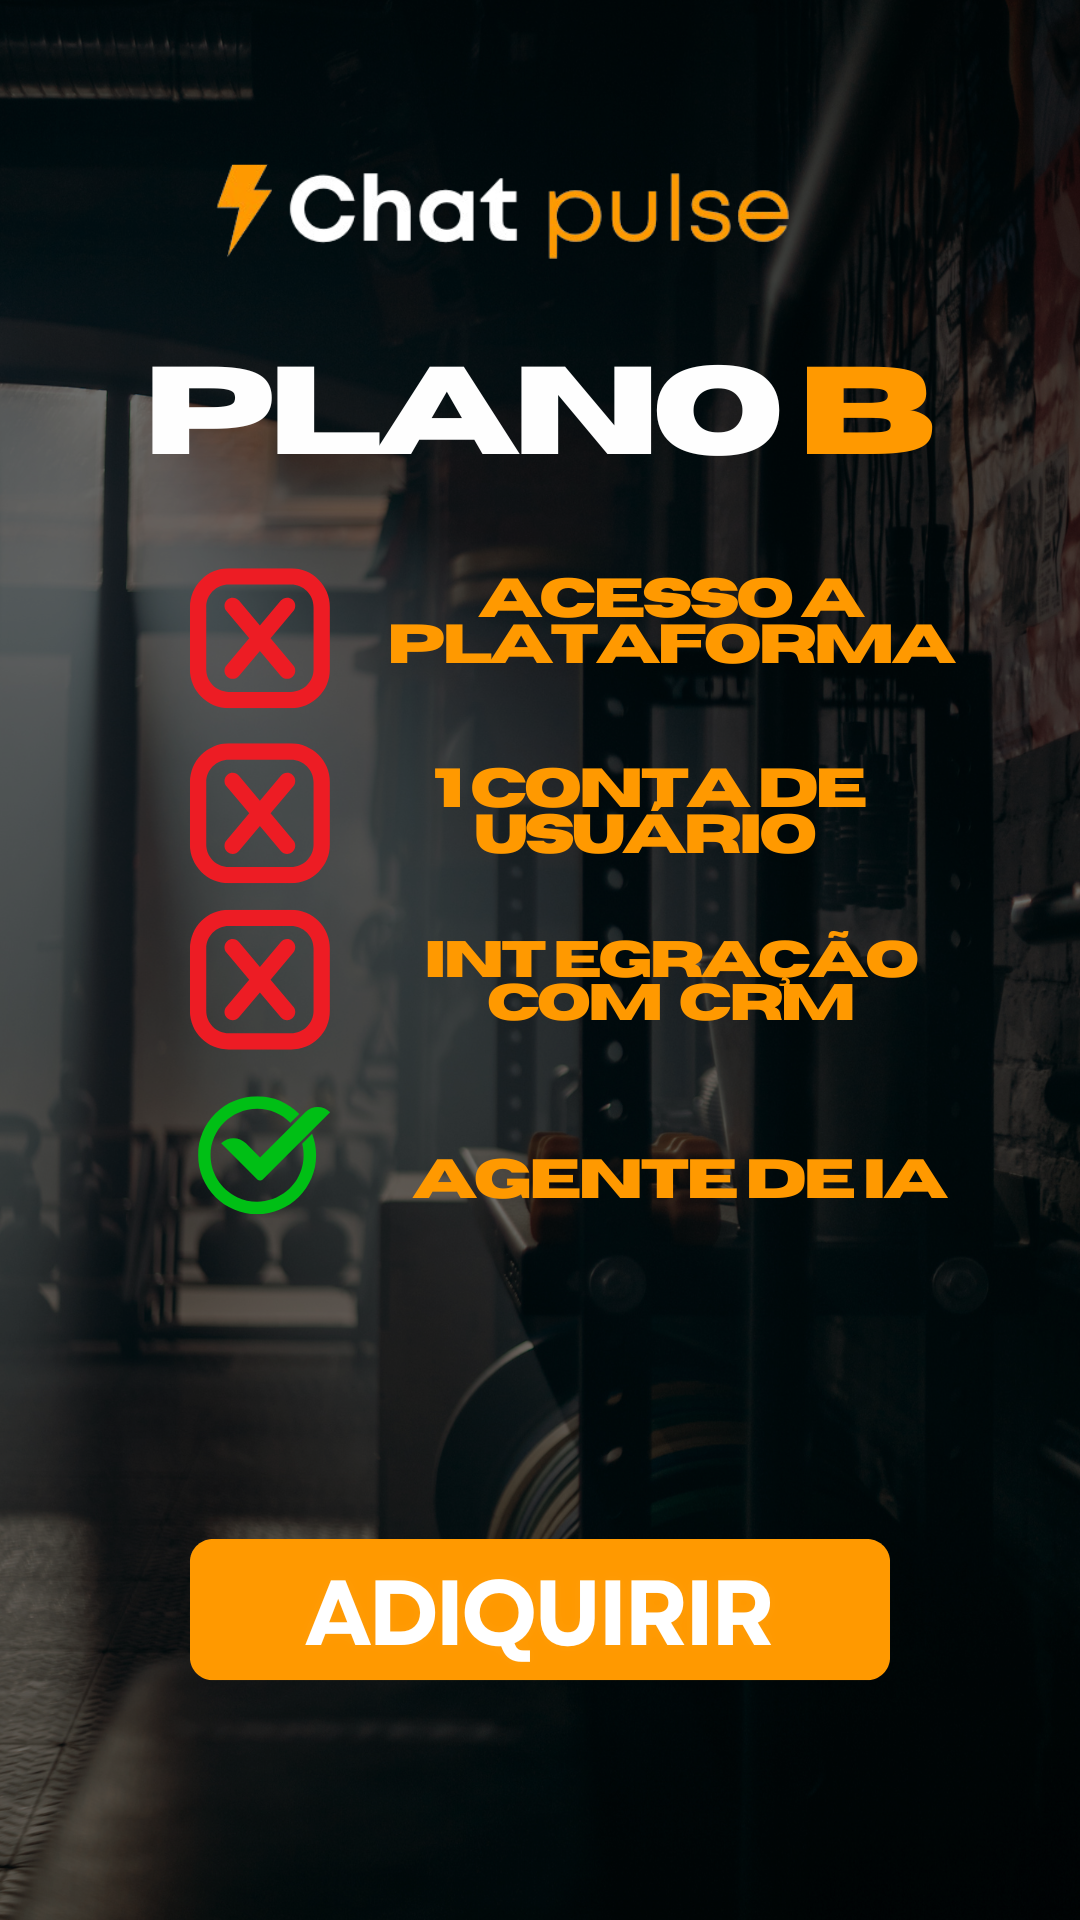 Chat pulse
PLANO B
ACESSO A
PLATAFORMA
1 CONTA DE
USUÁRIO
INTEGRAÇÃO
COM CRM
AGENTE DE IA
ADIQUIRIR